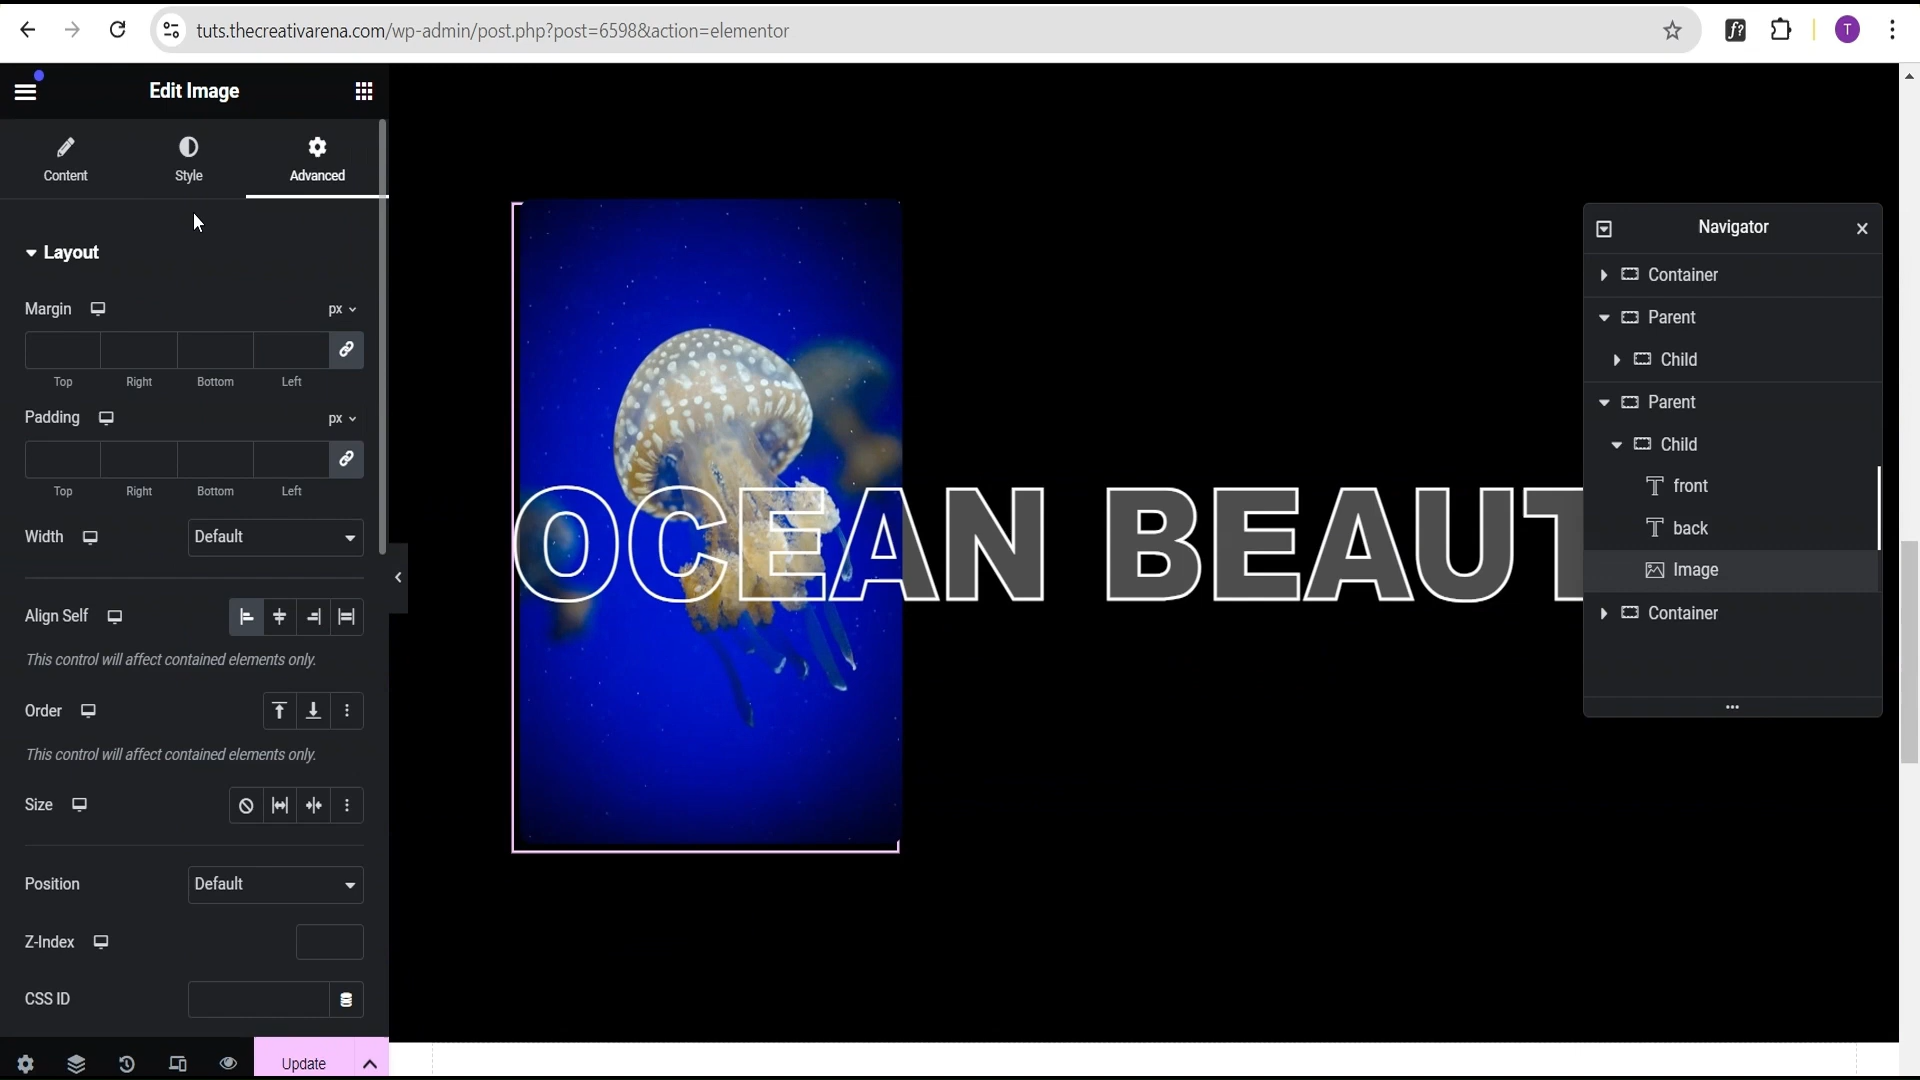 tuts.thecreativarena.com/wp-admin/post.php?post=6598&action=elementor
f?
T
Edit Image
Content
Style
Advanced
Layout
Margin
px
Top
Right
Bottom
Left
Padding
px
Top
Right
Bottom
Left
Width
Default
Align Self
This control will affect contained elements only.
Order
This control will affect contained elements only.
Size
Position
Default
Z-Index
CSS ID
Update
OCEAN BEAUT
Navigator
Container
Parent
Child
Parent
Child
front
back
Image
Container